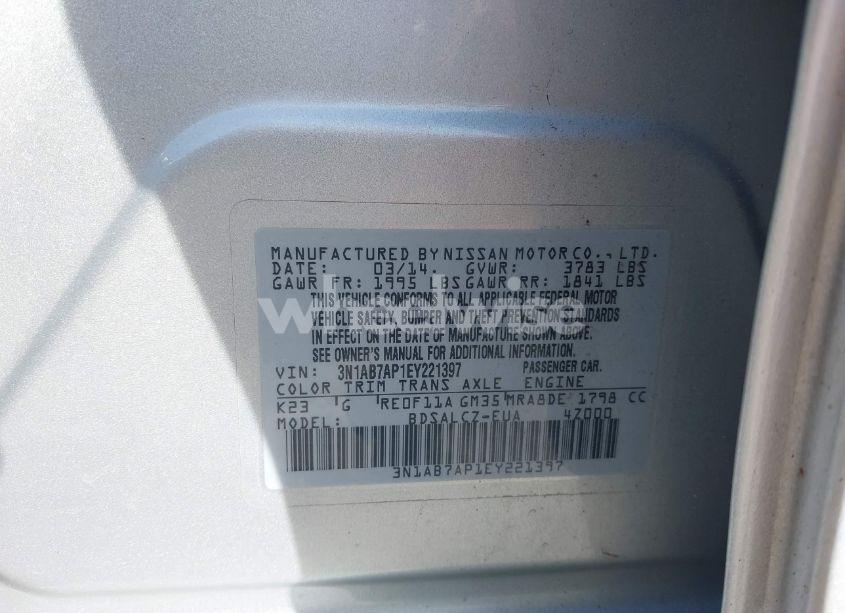 MANUFACTURED BY NISSAN MOTOR CO., LTD.
DATE: 03/14. GVWR: 3783 LBS
GAWR FR: 1995 LBS GAWR RR: 1841 LBS
THIS VEHICLE CONFORMS TO ALL APPLICABLE FEDERAL MOTOR
VEHICLE SAFETY, BUMPER AND THEFT PREVENTION STANDARDS
IN EFFECT ON THE DATE OF MANUFACTURE SHOWN ABOVE.
SEE OWNER'S MANUAL FOR ADDITIONAL INFORMATION.
VIN: 3N1AB7AP1EY221397 PASSENGER CAR.
COLOR TRIM TRANS AXLE ENGINE
K23 G RE0F11A GM35 MRA8DE 1798 CC
MODEL: BDSALCZ-EUA 4Z000
3N1AB7AP1EY221397